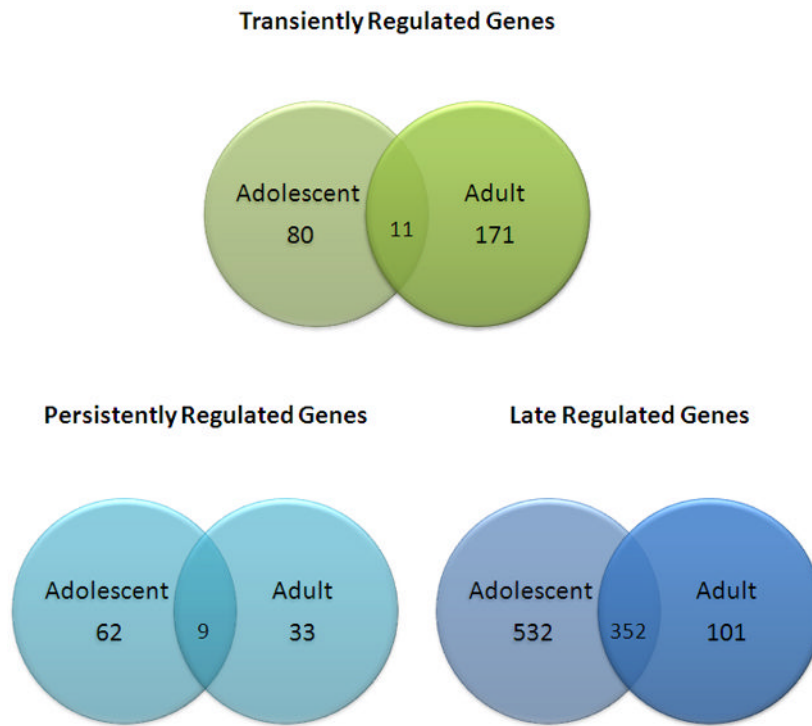 Transiently Regulated Genes
Adolescent
80
11
Adult
171
Persistently Regulated Genes
Adolescent
62
9
Adult
33
Late Regulated Genes
Adolescent
532
352
Adult
101